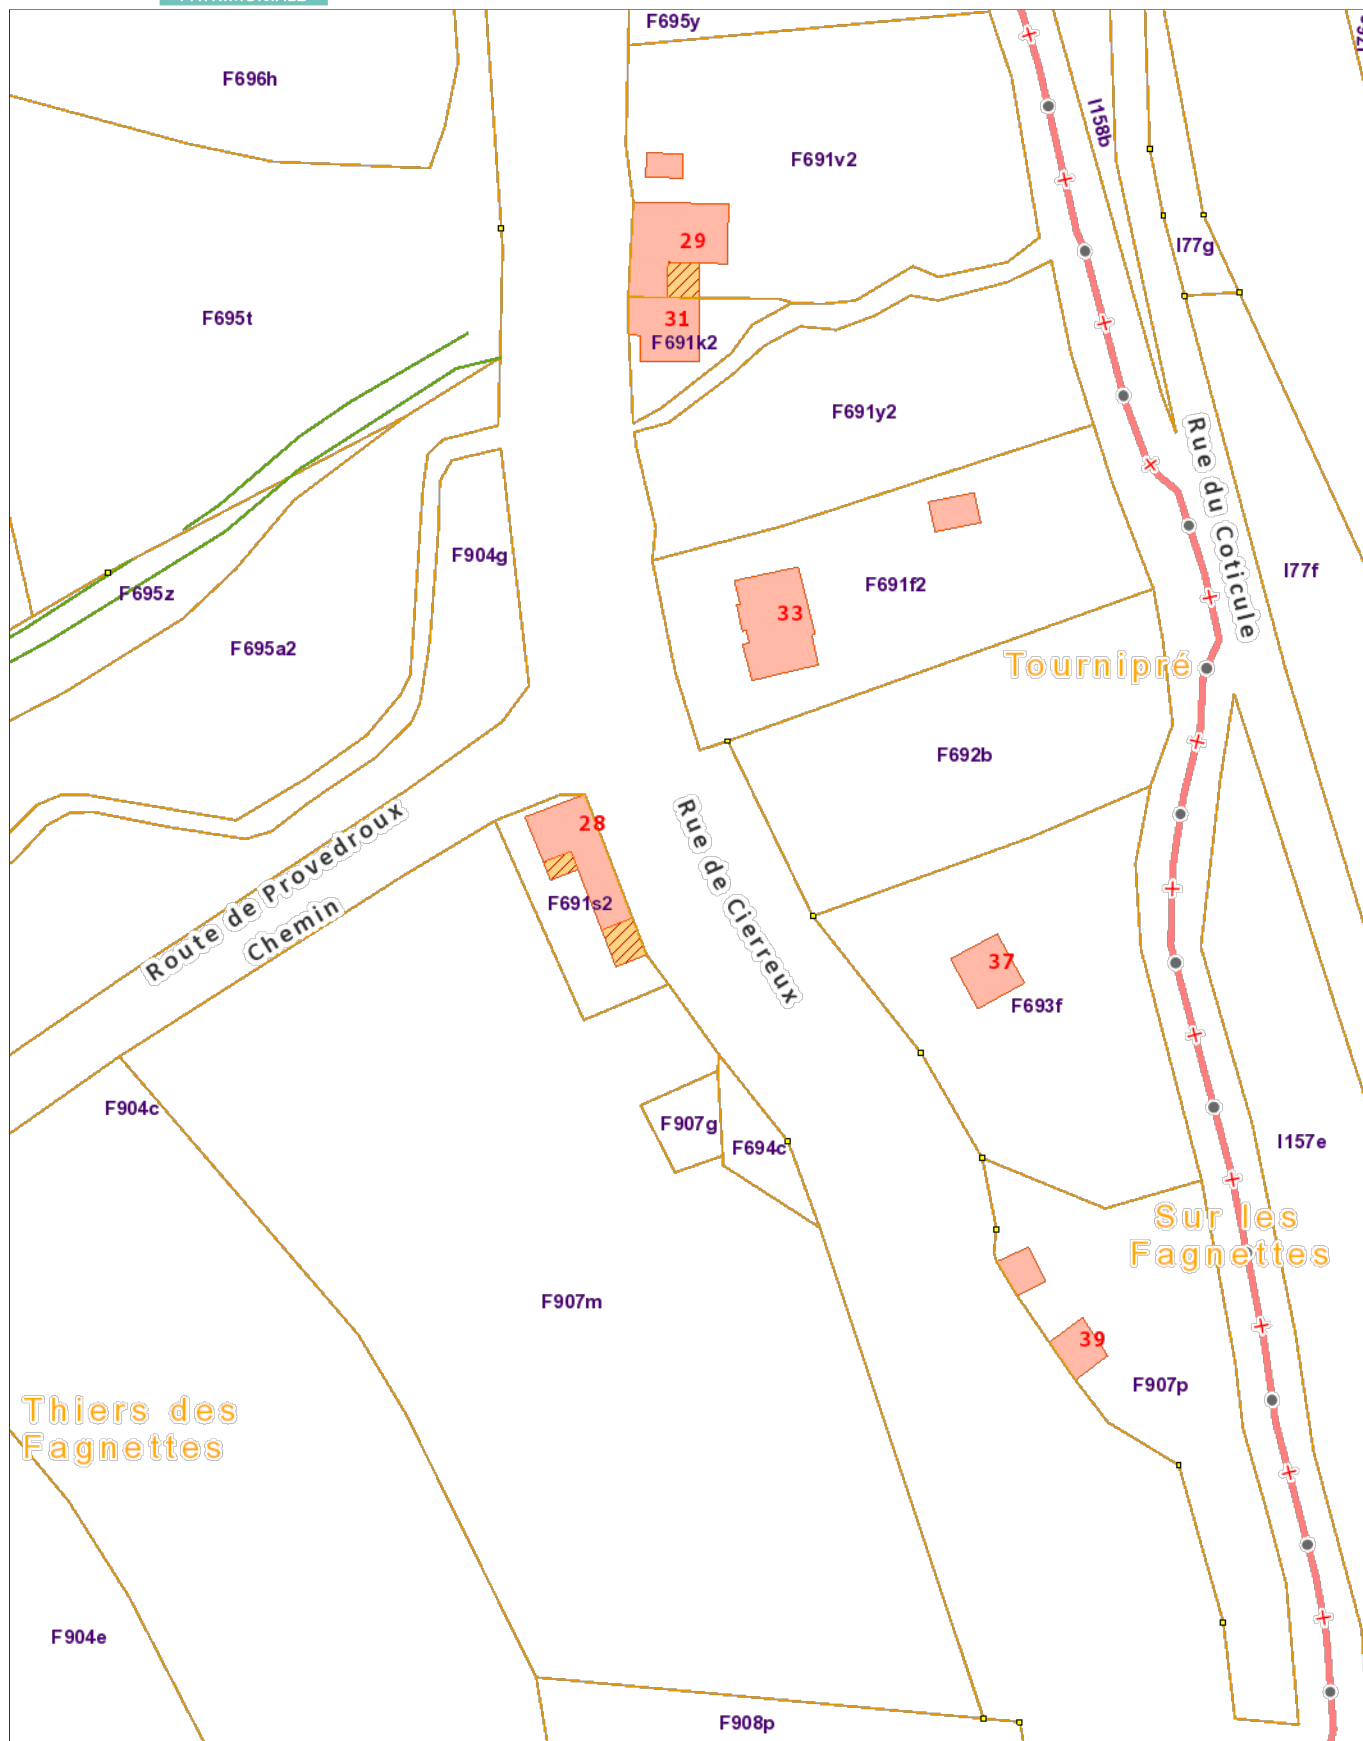 F695y
F696h
I158b
F691v2
29
I77g
F695t
31
F691k2
F691y2
Rue du Coticule
F904g
F695z
F691f2
I77f
33
F695a2
Tournipré
F692b
28
Route de Provedroux
Chemin
F691s2
Rue de Cierreux
37
F693f
F904c
F907g
F694c
I157e
Sur les
Fagnettes
F907m
39
F907p
Thiers des
Fagnettes
F904e
F908p